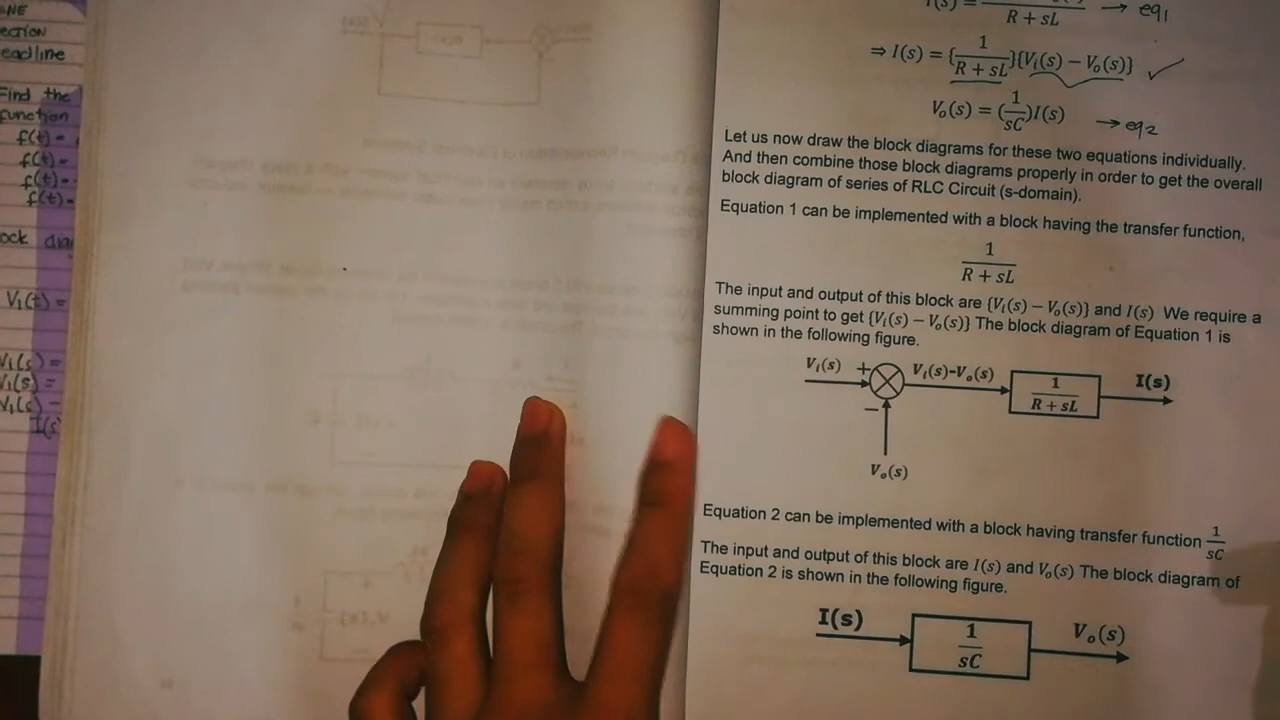 ANE
ection
eadline
Find the
function
f(t) =
f(t) =
f(t) =
f(t) =
ock dia
V₁(t) =
V₁(s) =
V₁(s) =
V₁(s) =
I(s)
I(s) =
R + sL → eq1
⇒ I(s) = {1/(R + sL)}{Vᵢ(s) − Vₒ(s)} ✓
Vₒ(s) = (1/sC)I(s) → eq2
Let us now draw the block diagrams for these two equations individually.
And then combine those block diagrams properly in order to get the overall
block diagram of series of RLC Circuit (s-domain).
Equation 1 can be implemented with a block having the transfer function,
1
R + sL
The input and output of this block are {Vᵢ(s) − Vₒ(s)} and I(s) We require a
summing point to get {Vᵢ(s) − Vₒ(s)} The block diagram of Equation 1 is
shown in the following figure.
Vᵢ(s) + Vᵢ(s)-Vₒ(s) 1/(R + sL) I(s)
−
Vₒ(s)
Equation 2 can be implemented with a block having transfer function 1/sC
The input and output of this block are I(s) and Vₒ(s) The block diagram of
Equation 2 is shown in the following figure.
I(s) 1/sC Vₒ(s)